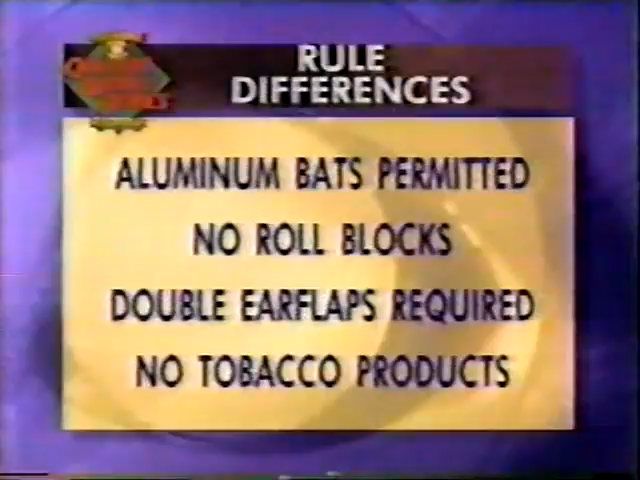 RULE
DIFFERENCES
ALUMINUM BATS PERMITTED
NO ROLL BLOCKS
DOUBLE EARFLAPS REQUIRED
NO TOBACCO PRODUCTS